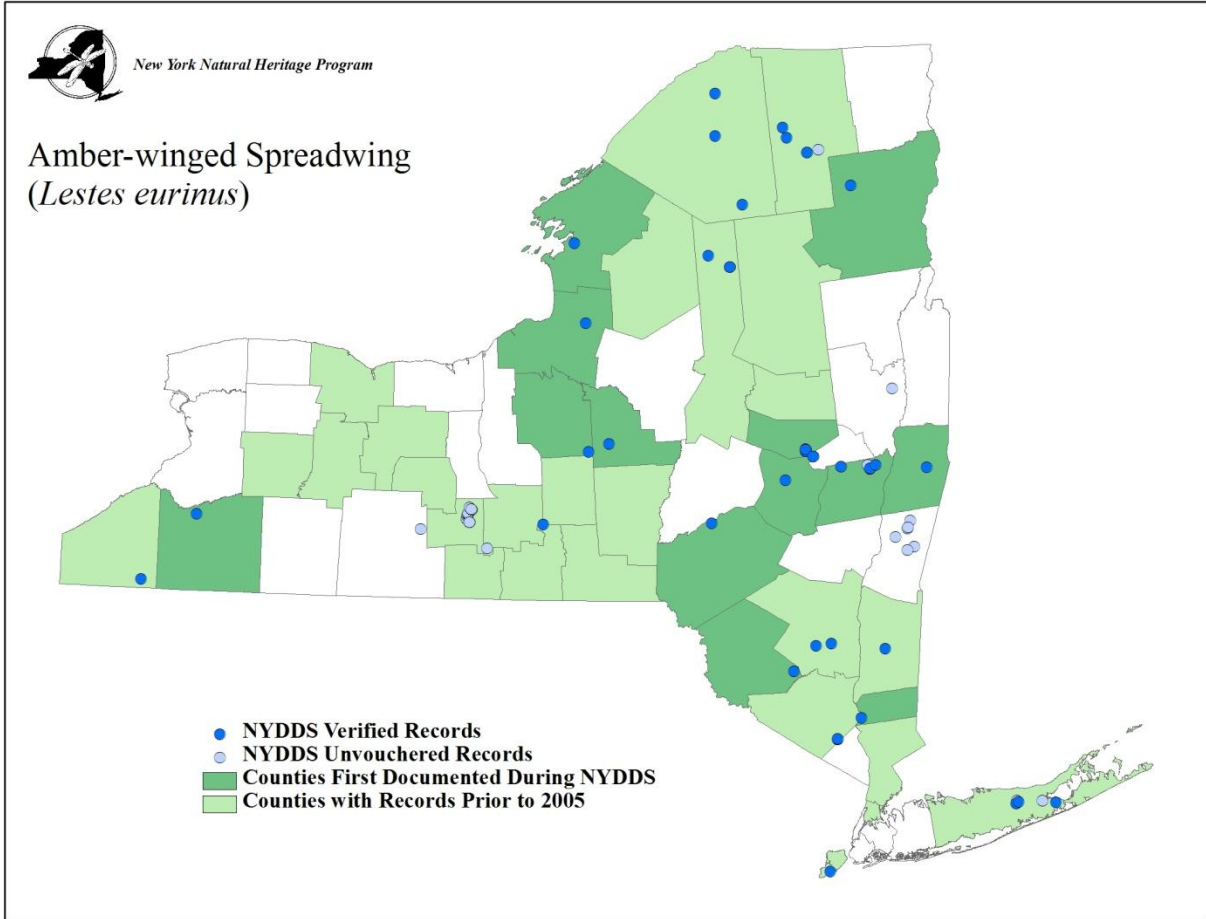 New York Natural Heritage Program
Amber-winged Spreadwing
(Lestes eurinus)
NYDDS Verified Records
NYDDS Unvouchered Records
Counties First Documented During NYDDS
Counties with Records Prior to 2005